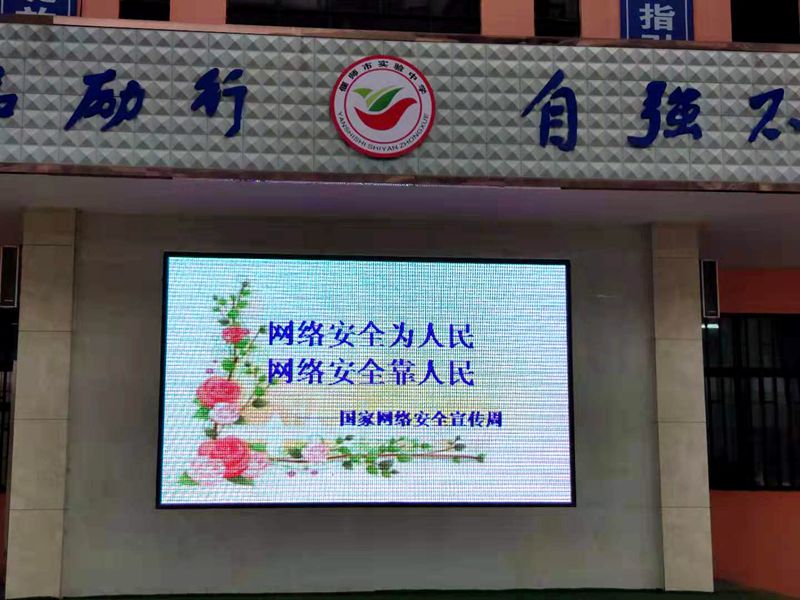 指引
励行
偃师市实验中学
YANSHISHI SHIYAN ZHONGXUE
自强不
网络安全为人民
网络安全靠人民
国家网络安全宣传周